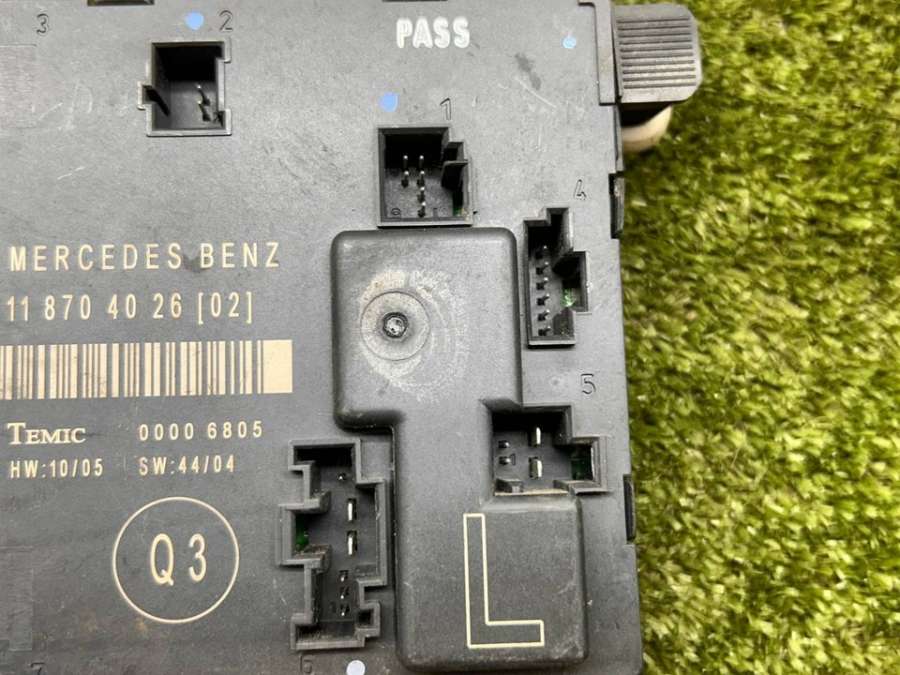 3
2
PASS
1
4
MERCEDES BENZ
11 870 40 26 [02]
5
TEMIC 0000 6805
HW:10/05 SW:44/04
Q3
L
6
7